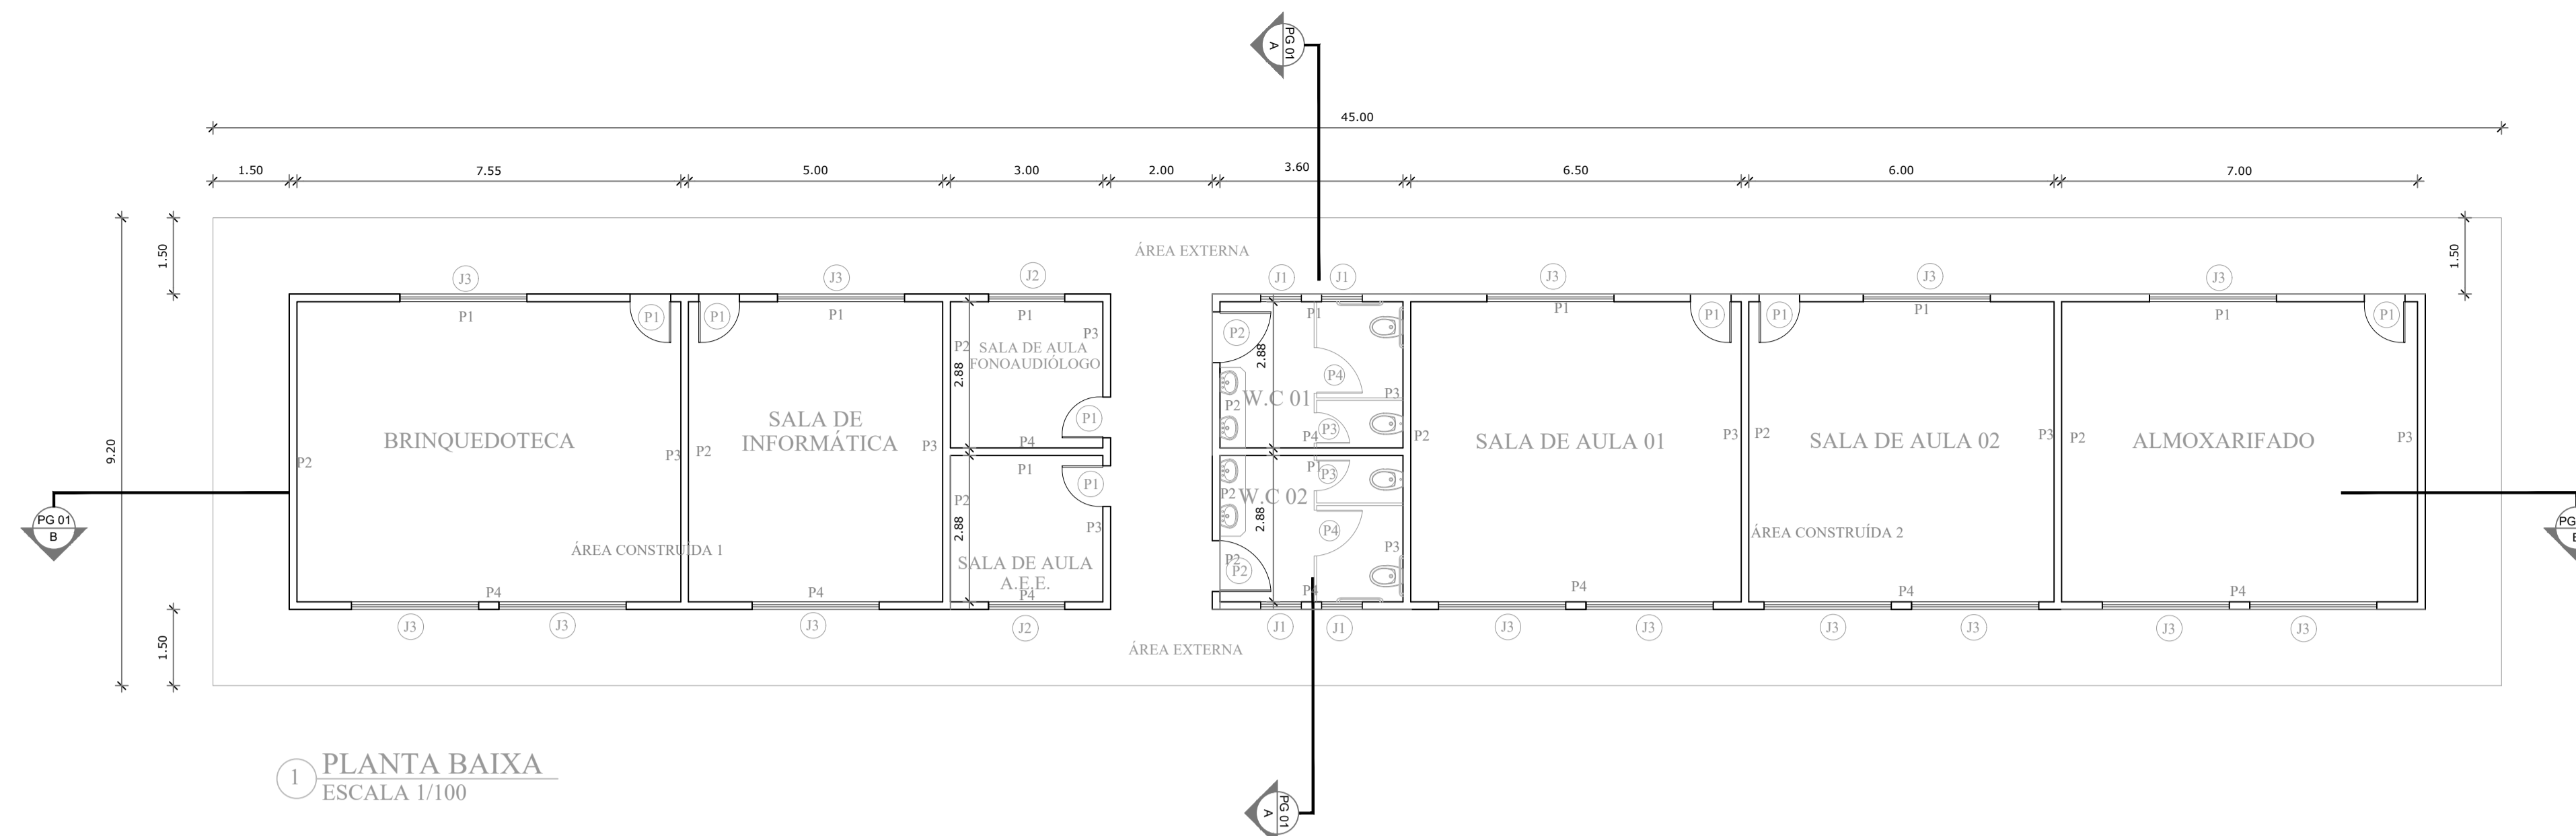 PG 01
A
45.00
1.50
7.55
5.00
3.00
2.00
3.60
6.50
6.00
7.00
1.50
1.50
9.20
1.50
ÁREA EXTERNA
J3
J3
J2
J1
J1
J3
J3
J3
P1
P1
P1
P1
P1
P1
P1
P1
P1
P1
P1
P1
P2
P3
P2
SALA DE AULA
FONOAUDIÓLOGO
2.88
P1
P4
P2
2.88
W.C 01
P2
P4
P3
P3
P4
BRINQUEDOTECA
P2
P3
SALA DE
INFORMÁTICA
P2
P3
P1
P1
P2
P3
2.88
SALA DE AULA
A.E.E.
P4
P1
P3
W.C 02
P2
2.88
P4
P3
P2
P2
P4
SALA DE AULA 01
P2
P3
SALA DE AULA 02
P2
P3
ALMOXARIFADO
P2
P3
ÁREA CONSTRUÍDA 1
ÁREA CONSTRUÍDA 2
P4
P4
P4
P4
P4
J3
J3
J3
J2
J1
J1
J3
J3
J3
J3
J3
J3
ÁREA EXTERNA
PG 01
B
PG 01
A
1
PLANTA BAIXA
ESCALA 1/100